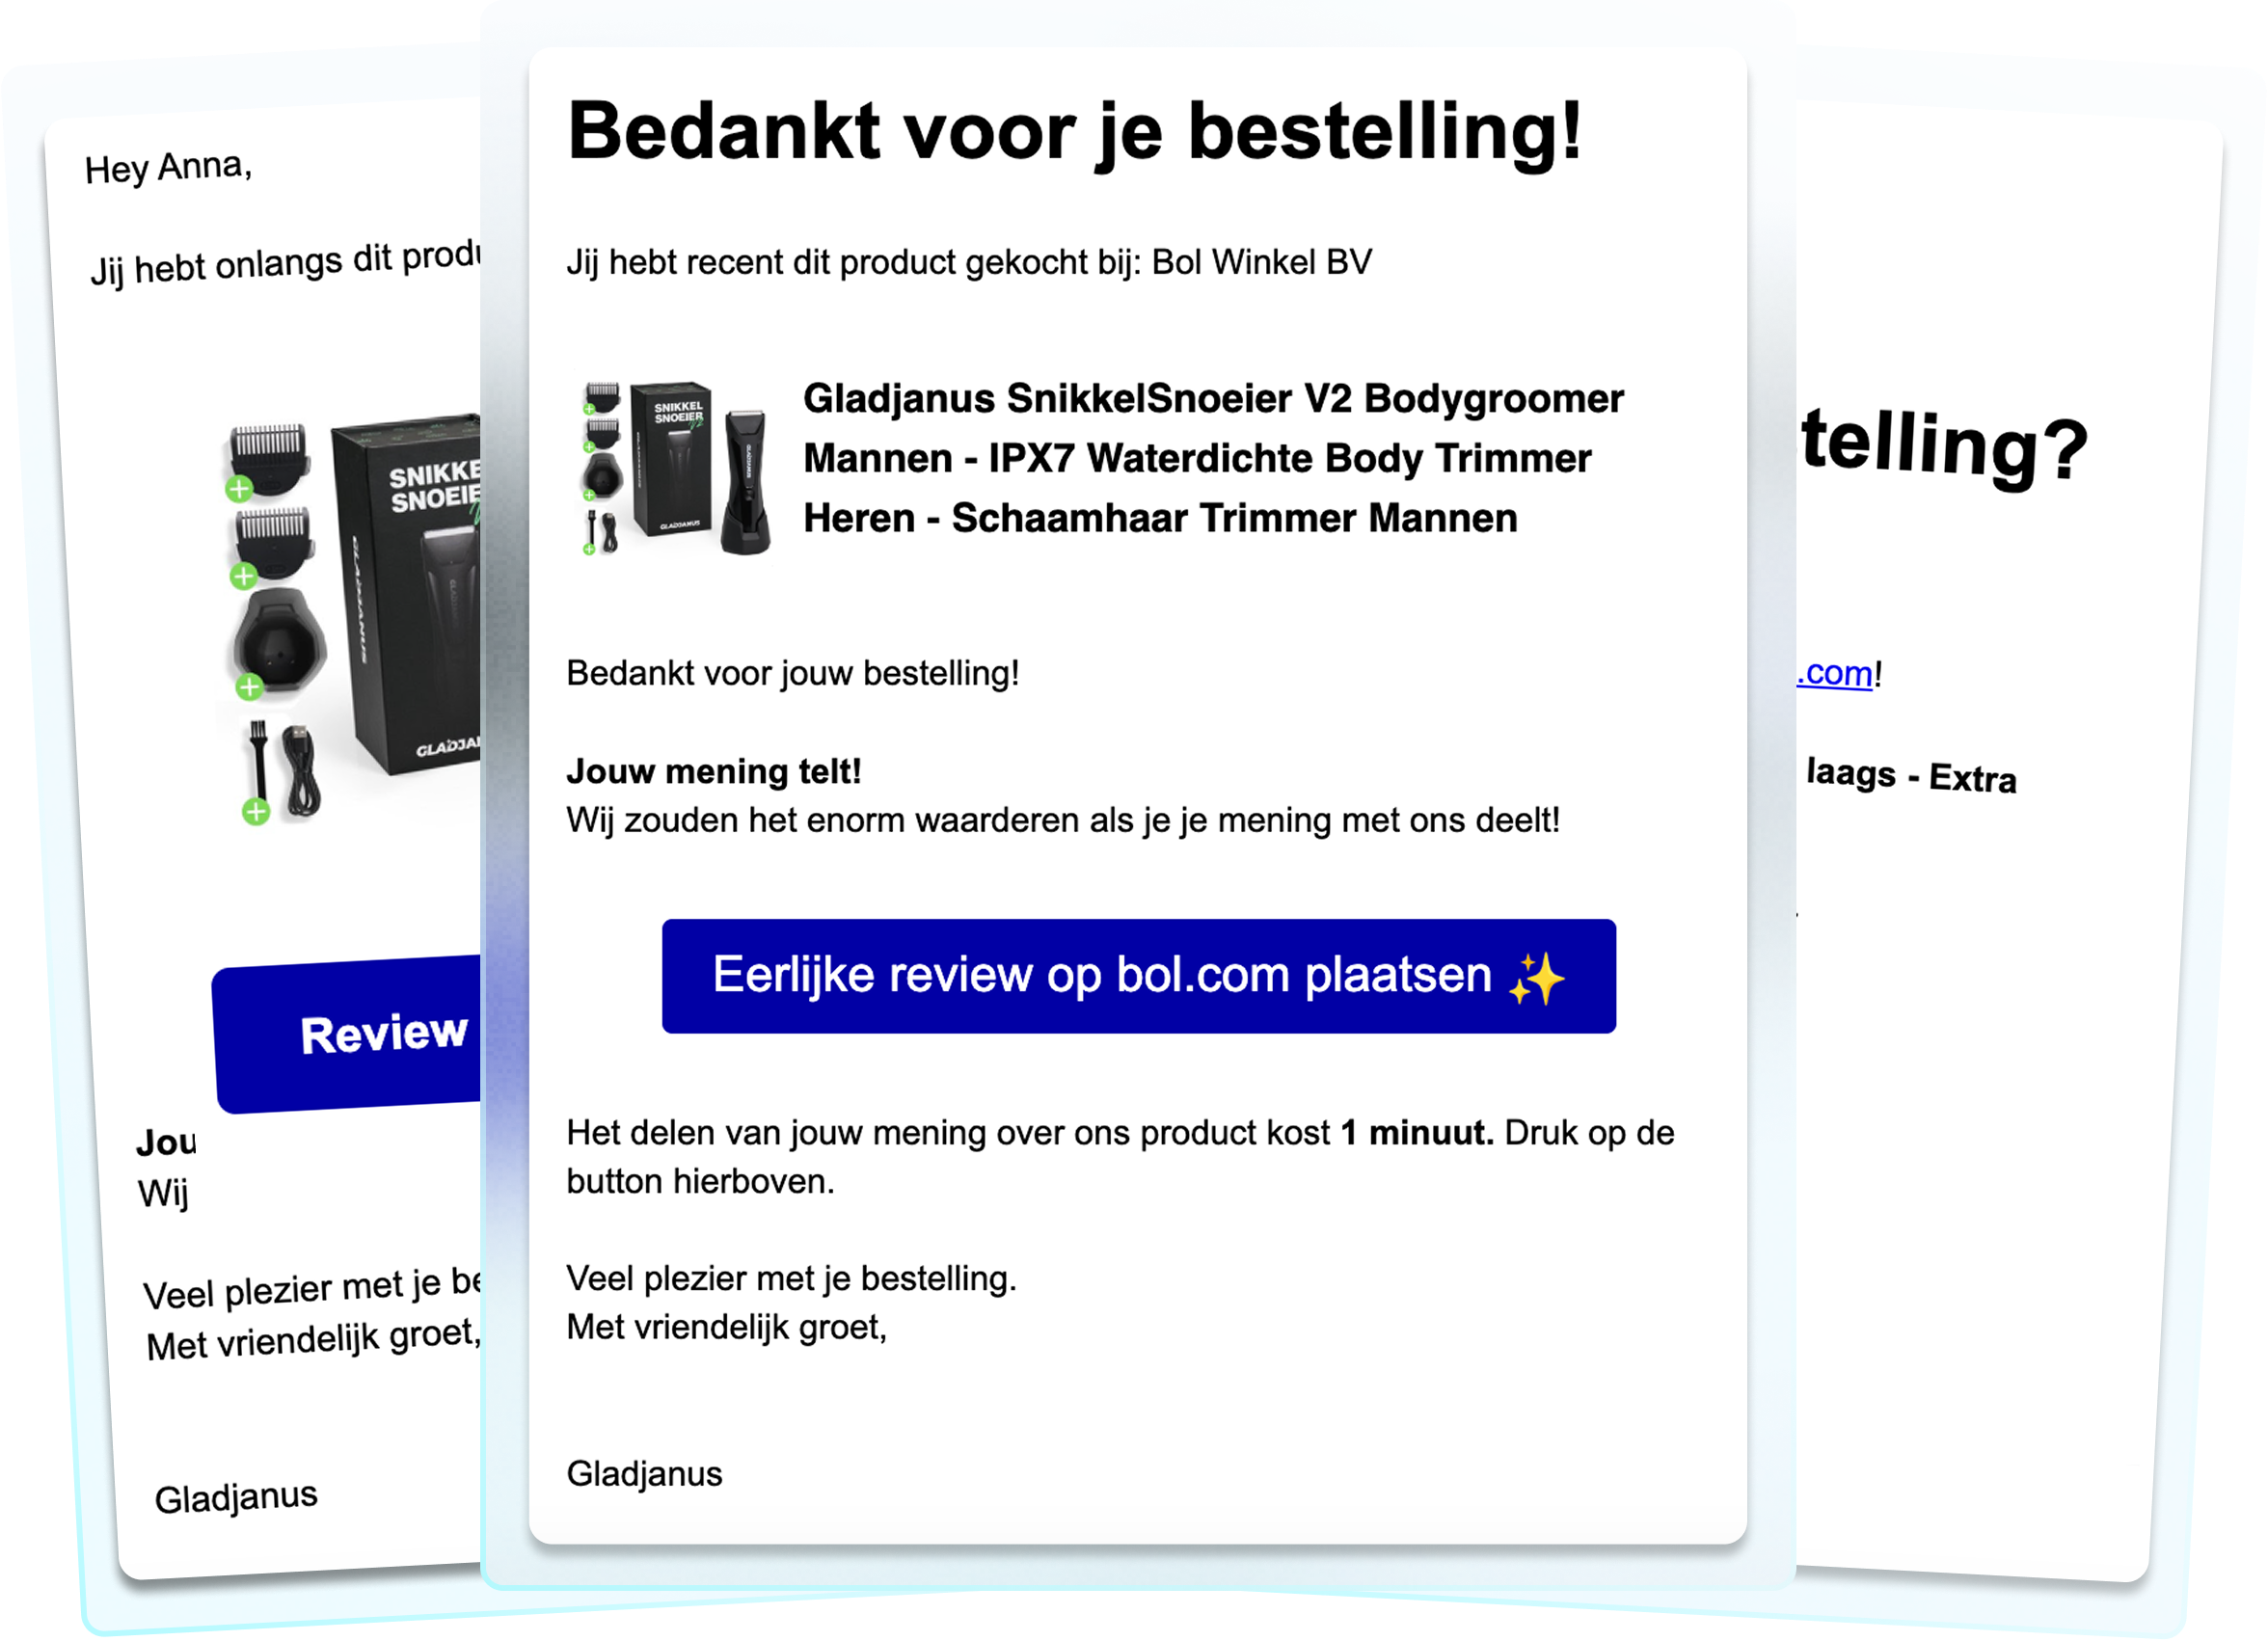 Hey Anna,
Jij hebt onlangs dit
SNIKKEL
SNOEIER
GLADJANUS
Review
Jou
Wij
Veel plezier met je
Met vriendelijk groet,
Gladjanus
Bedankt voor je bestelling!
Jij hebt recent dit product gekocht bij: Bol Winkel BV
SNIKKEL
SNOEIER
V2
GLADJANUS
Gladjanus SnikkelSnoeier V2 Bodygroomer
Mannen - IPX7 Waterdichte Body Trimmer
Heren - Schaamhaar Trimmer Mannen
Bedankt voor jouw bestelling!
Jouw mening telt!
Wij zouden het enorm waarderen als je je mening met ons deelt!
Eerlijke review op bol.com plaatsen ✨
Het delen van jouw mening over ons product kost 1 minuut. Druk op de
button hierboven.
Veel plezier met je bestelling.
Met vriendelijk groet,
Gladjanus
telling?
.com!
laags - Extra